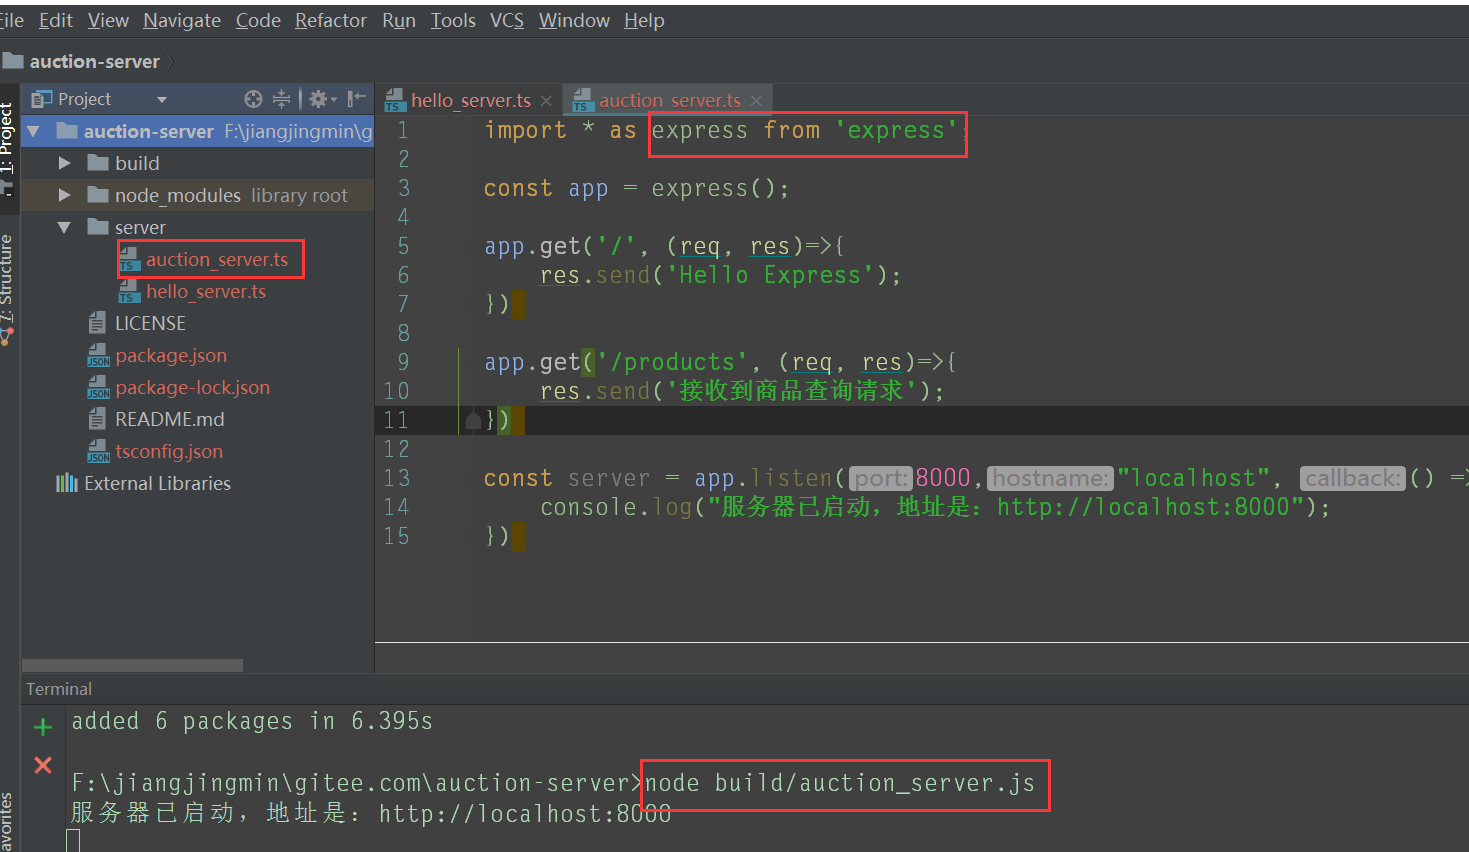 File Edit View Navigate Code Refactor Run Tools VCS Window Help
auction-server
1: Project
7: Structure
Favorites
Project
auction-server F:\jiangjingmin\g
build
node_modules library root
server
auction_server.ts
hello_server.ts
LICENSE
package.json
package-lock.json
README.md
tsconfig.json
External Libraries
hello_server.ts auction_server.ts
1 import * as express from 'express';
2
3 const app = express();
4
5 app.get('/', (req, res)=>{
6 res.send('Hello Express');
7 })
8
9 app.get('/products', (req, res)=>{
10 res.send('接收到商品查询请求');
11 })
12
13 const server = app.listen( port: 8000, hostname: "localhost", callback: () =>
14 console.log("服务器已启动，地址是：http://localhost:8000");
15 })
Terminal
added 6 packages in 6.395s
F:\jiangjingmin\gitee.com\auction-server>node build/auction_server.js
服务器已启动，地址是：http://localhost:8000